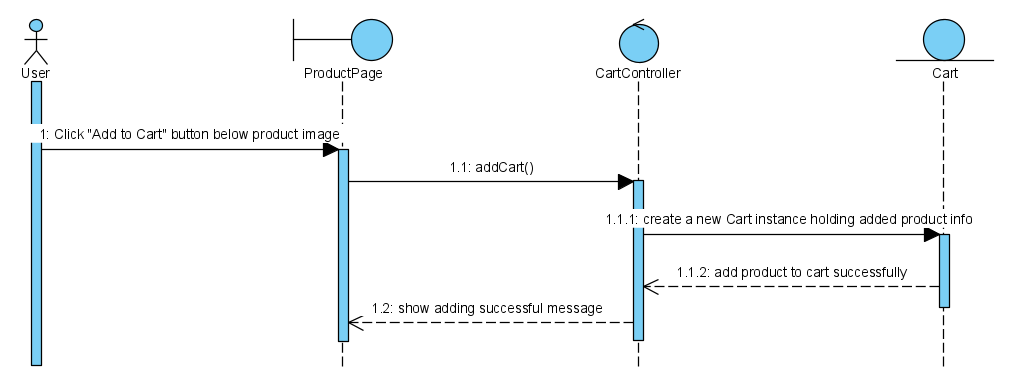 User
ProductPage
CartController
Cart
1: Click "Add to Cart" button below product image
1.1: addCart()
1.1.1: create a new Cart instance holding added product info
1.1.2: add product to cart successfully
1.2: show adding successful message